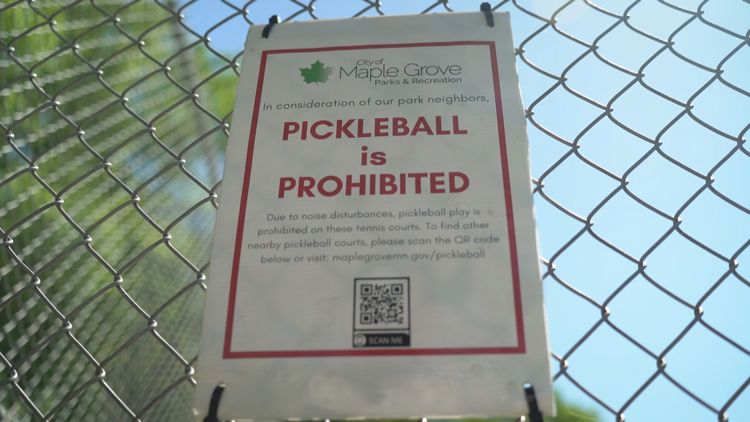 City of
Maple Grove
Parks & Recreation
In consideration of our park neighbors,
PICKLEBALL
is
PROHIBITED
Due to noise disturbances, pickleball play is
prohibited on these tennis courts. To find other
nearby pickleball courts, please scan the QR code
below or visit: maplegrovemn.gov/pickleball
SCAN ME